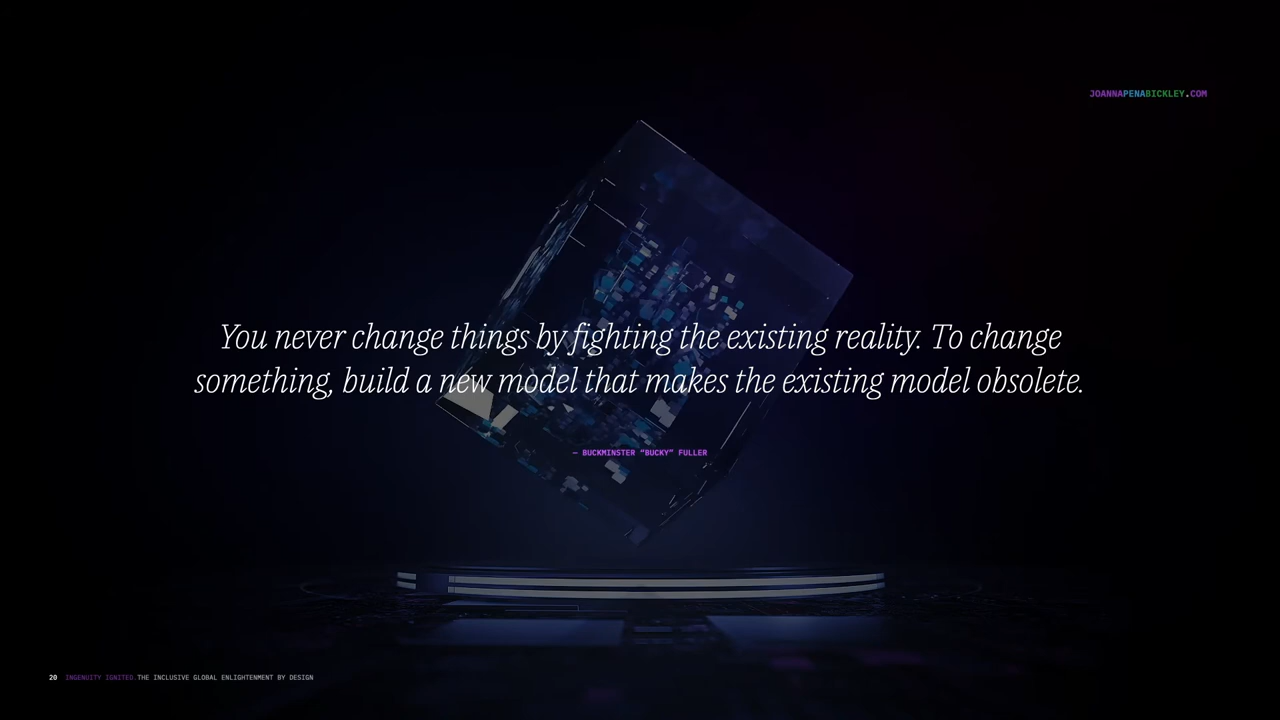 JOANNAPENABICKLEY.COM
You never change things by fighting the existing reality. To change
something, build a new model that makes the existing model obsolete.
— BUCKMINSTER “BUCKY” FULLER
20 INGENUITY IGNITED.THE INCLUSIVE GLOBAL ENLIGHTENMENT BY DESIGN